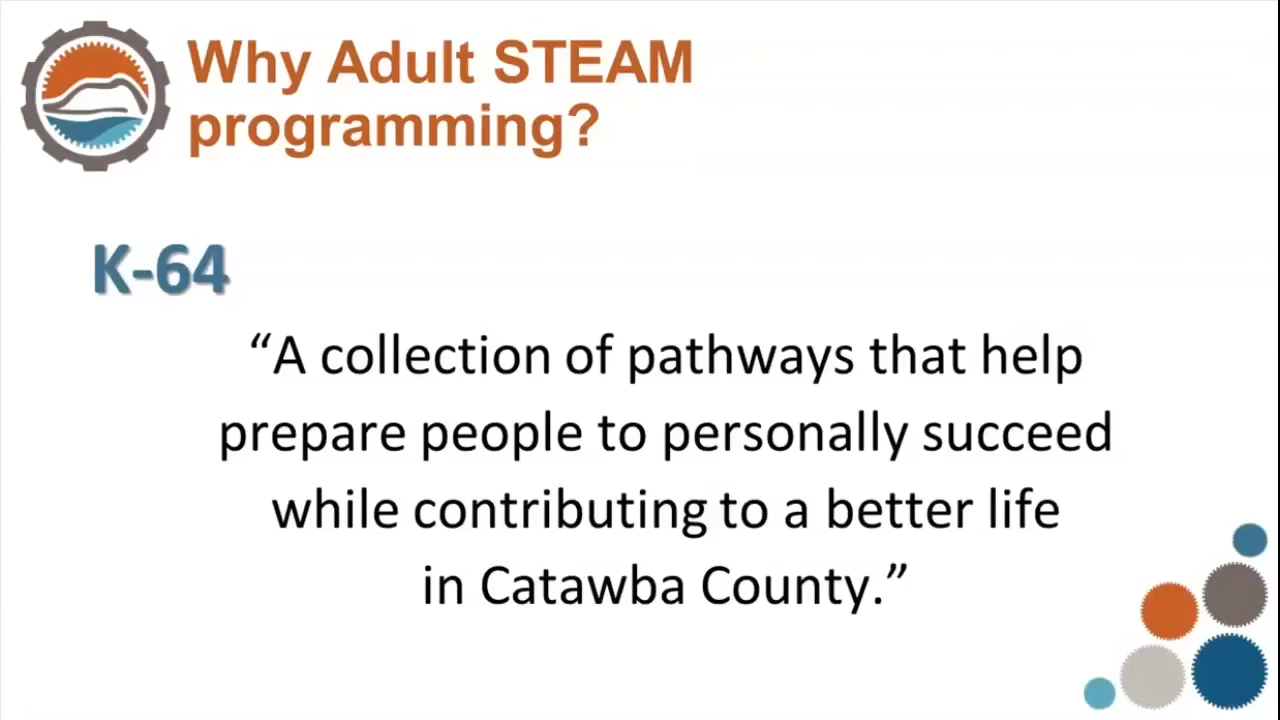 Why Adult STEAM
programming?
K-64
“A collection of pathways that help
prepare people to personally succeed
while contributing to a better life
in Catawba County.”